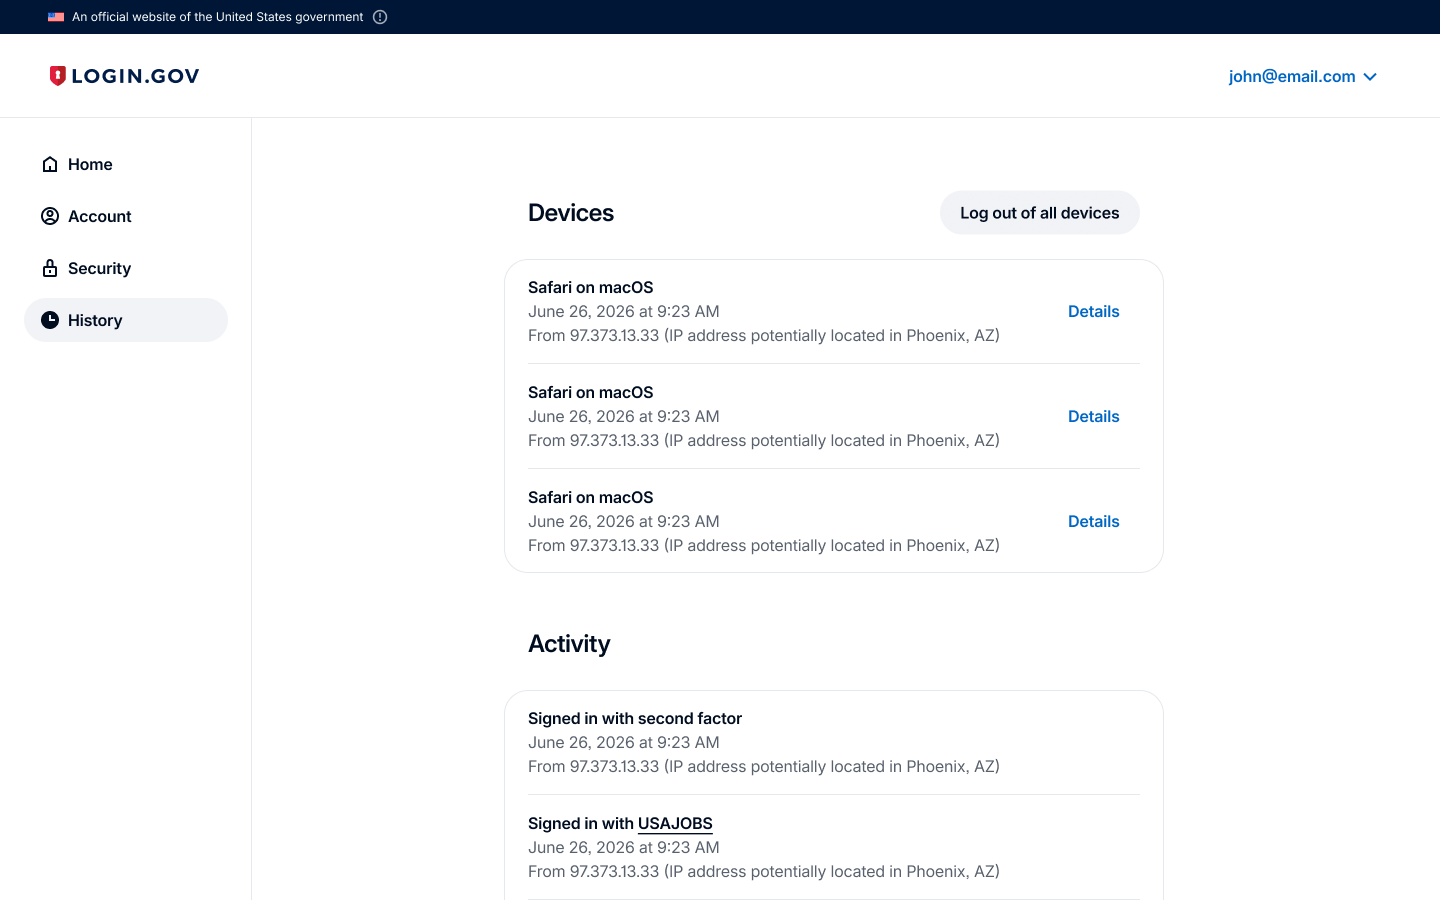 An official website of the United States government
LOGIN.GOV
john@email.com
Home
Account
Security
History
Devices
Log out of all devices
Safari on macOS
June 26, 2026 at 9:23 AM
Details
From 97.373.13.33 (IP address potentially located in Phoenix, AZ)
Safari on macOS
June 26, 2026 at 9:23 AM
Details
From 97.373.13.33 (IP address potentially located in Phoenix, AZ)
Safari on macOS
June 26, 2026 at 9:23 AM
Details
From 97.373.13.33 (IP address potentially located in Phoenix, AZ)
Activity
Signed in with second factor
June 26, 2026 at 9:23 AM
From 97.373.13.33 (IP address potentially located in Phoenix, AZ)
Signed in with USAJOBS
June 26, 2026 at 9:23 AM
From 97.373.13.33 (IP address potentially located in Phoenix, AZ)